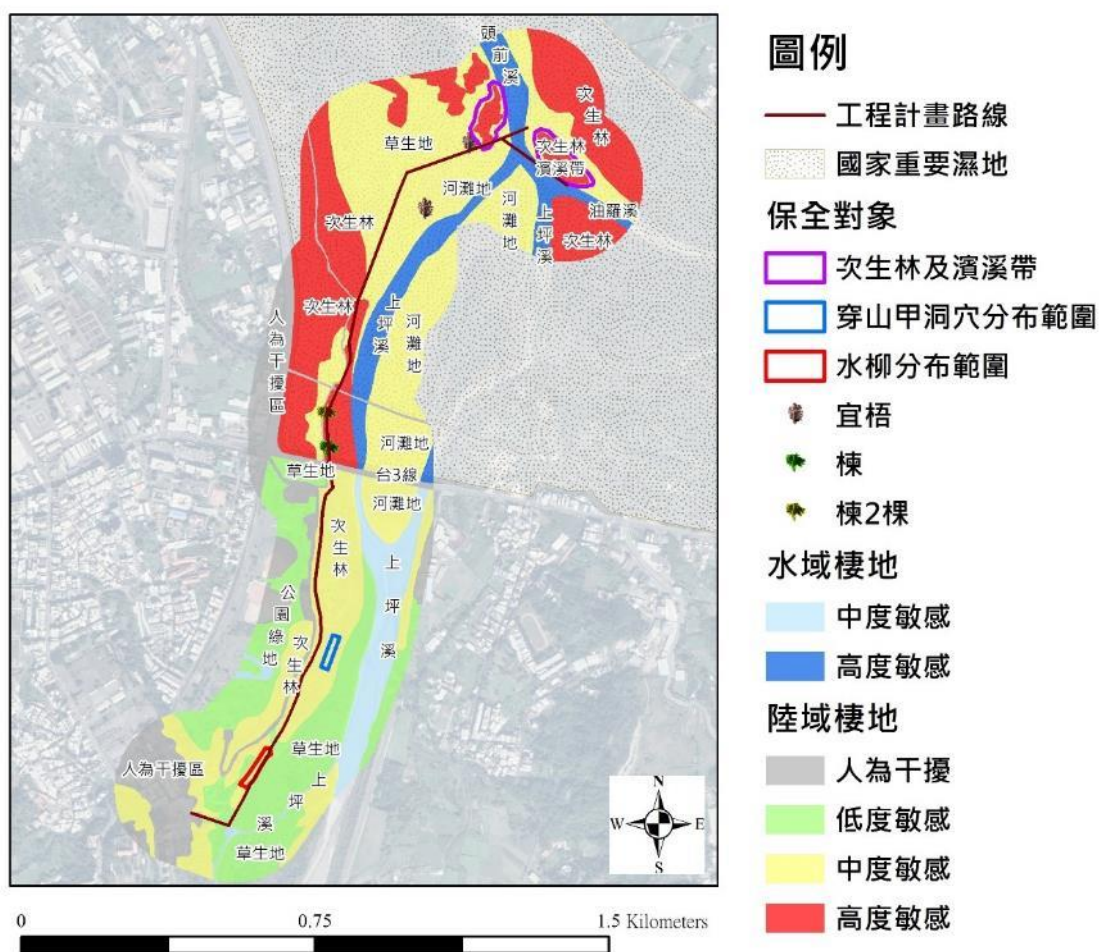 頭前溪
次生林
草生地
次生林
濱溪帶
河灘地
河灘地
上坪溪
油羅溪
次生林
次生林
次生林
上坪溪
河灘地
人為干擾區
河灘地
草生地
台3線
河灘地
次生林
上坪溪
公園綠地
次生林
草生地
人為干擾區
上坪溪
草生地
N
W E
S
0 0.75 1.5 Kilometers
圖例
工程計畫路線
國家重要濕地
保全對象
次生林及濱溪帶
穿山甲洞穴分布範圍
水柳分布範圍
宜梧
楝
楝2棵
水域棲地
中度敏感
高度敏感
陸域棲地
人為干擾
低度敏感
中度敏感
高度敏感